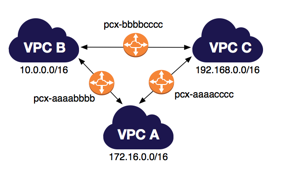 pcx-bbbbcccc
VPC B
VPC C
10.0.0.0/16
192.168.0.0/16
pcx-aaaabbbb
pcx-aaaacccc
VPC A
172.16.0.0/16